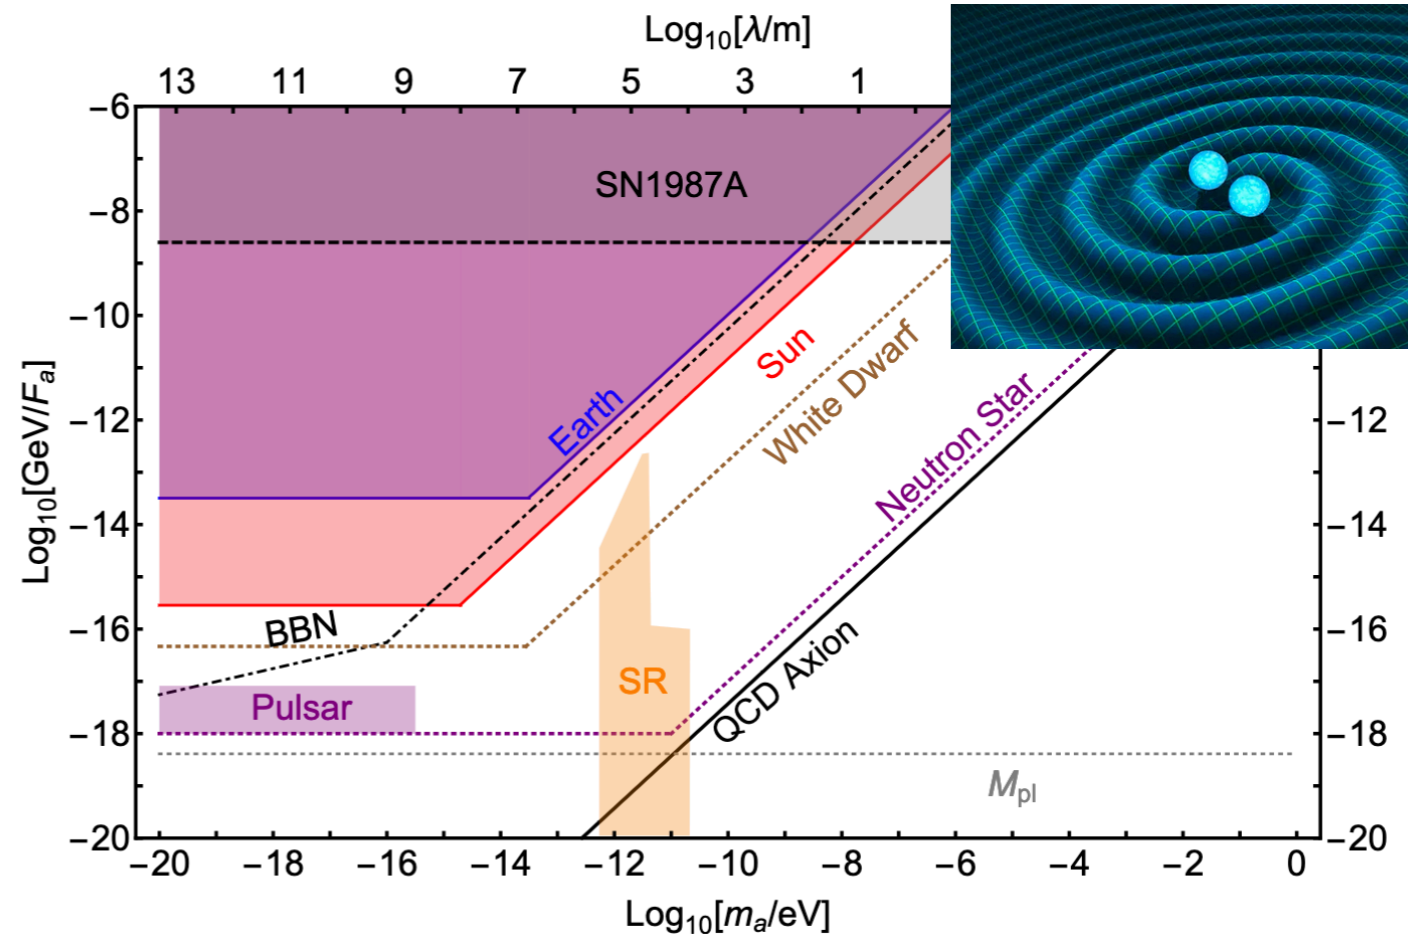 Log10[λ/m]
13 11 9 7 5 3 1
−6
SN1987A
−8
−10
Sun
Earth
White Dwarf
−12 −12
Neutron Star
Log10[GeV/Fa]
−14 −14
BBN
−16 −16
SR
QCD Axion
Pulsar
−18 −18
Mpl
−20 −20
−20 −18 −16 −14 −12 −10 −8 −6 −4 −2 0
Log10[ma/eV]